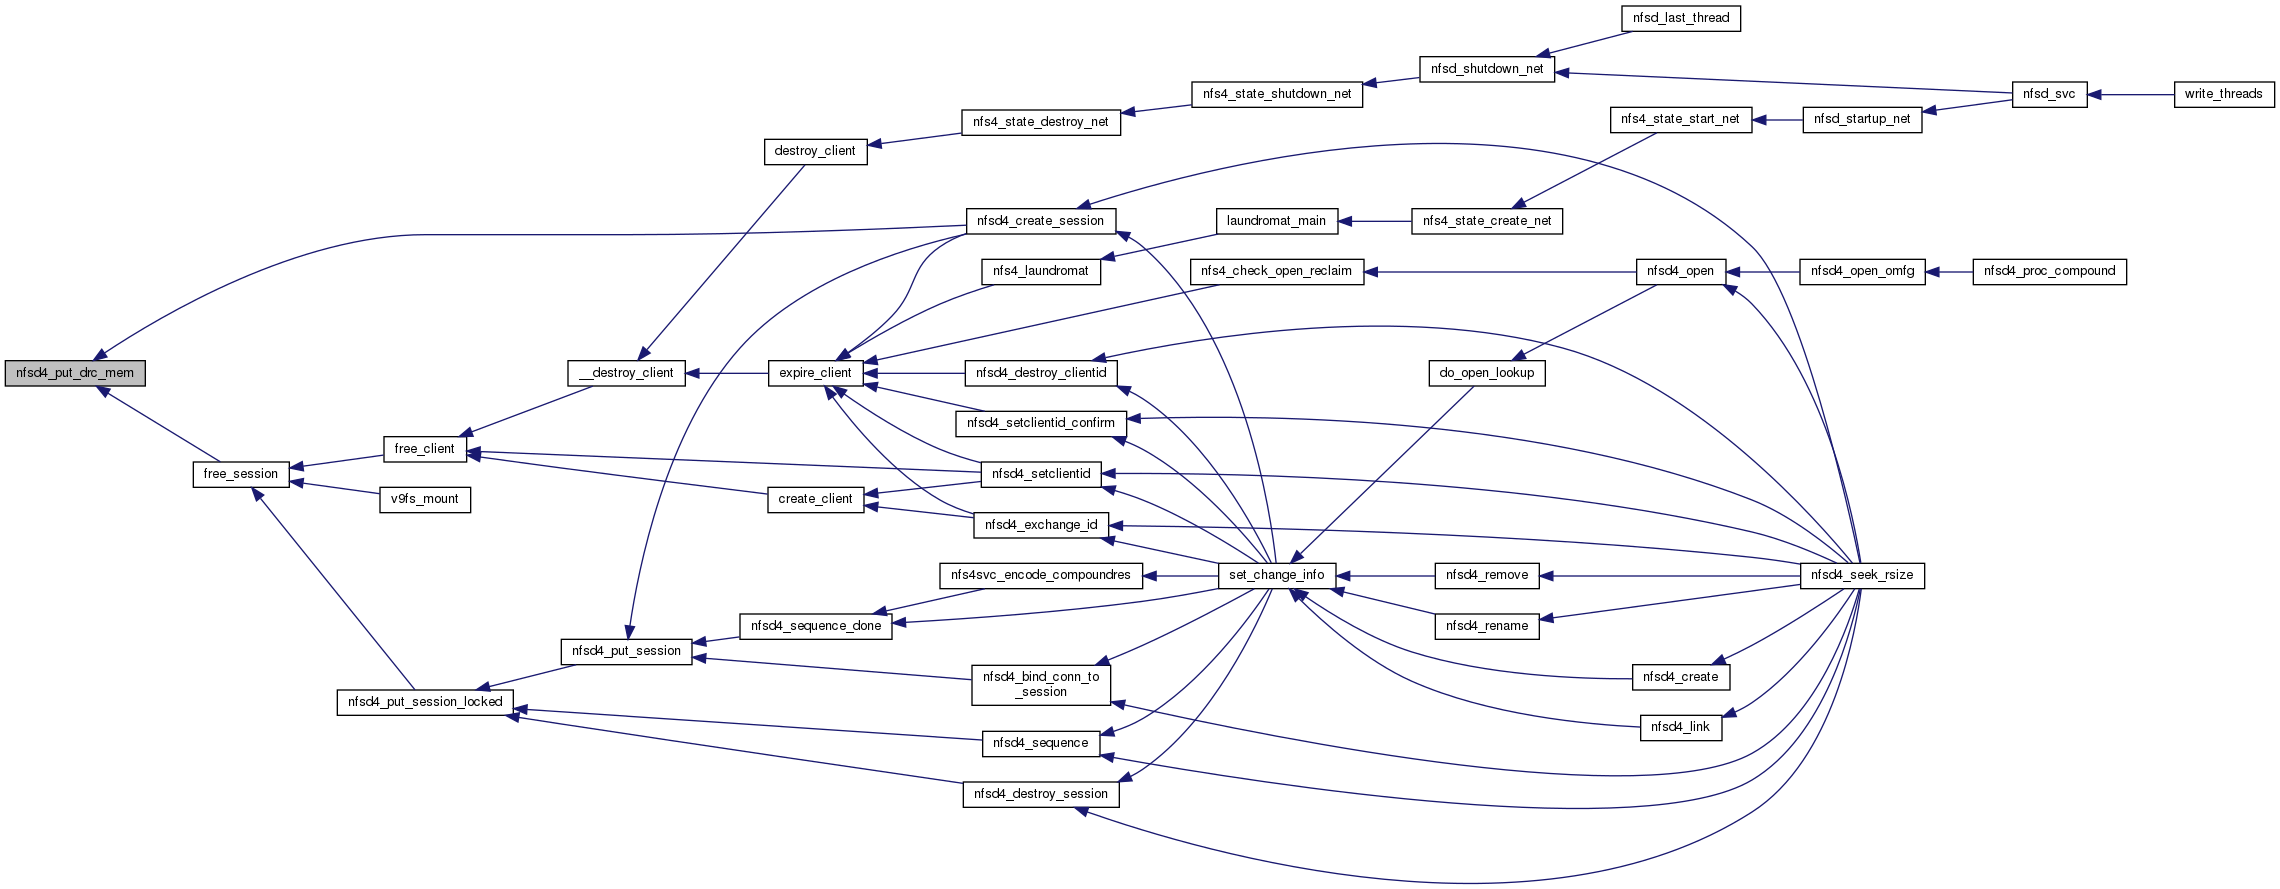 nfsd_last_thread
nfsd_shutdown_net
nfs4_state_shutdown_net
nfsd_svc
write_threads
nfs4_state_destroy_net
nfs4_state_start_net
nfsd_startup_net
destroy_client
nfsd4_create_session
laundromat_main
nfs4_state_create_net
nfs4_laundromat
nfs4_check_open_reclaim
nfsd4_open
nfsd4_open_omfg
nfsd4_proc_compound
nfsd4_put_drc_mem
__destroy_client
expire_client
nfsd4_destroy_clientid
do_open_lookup
nfsd4_setclientid_confirm
free_client
free_session
nfsd4_setclientid
v9fs_mount
create_client
nfsd4_exchange_id
nfs4svc_encode_compoundres
set_change_info
nfsd4_remove
nfsd4_seek_rsize
nfsd4_sequence_done
nfsd4_rename
nfsd4_put_session
nfsd4_bind_conn_to
_session
nfsd4_create
nfsd4_put_session_locked
nfsd4_link
nfsd4_sequence
nfsd4_destroy_session